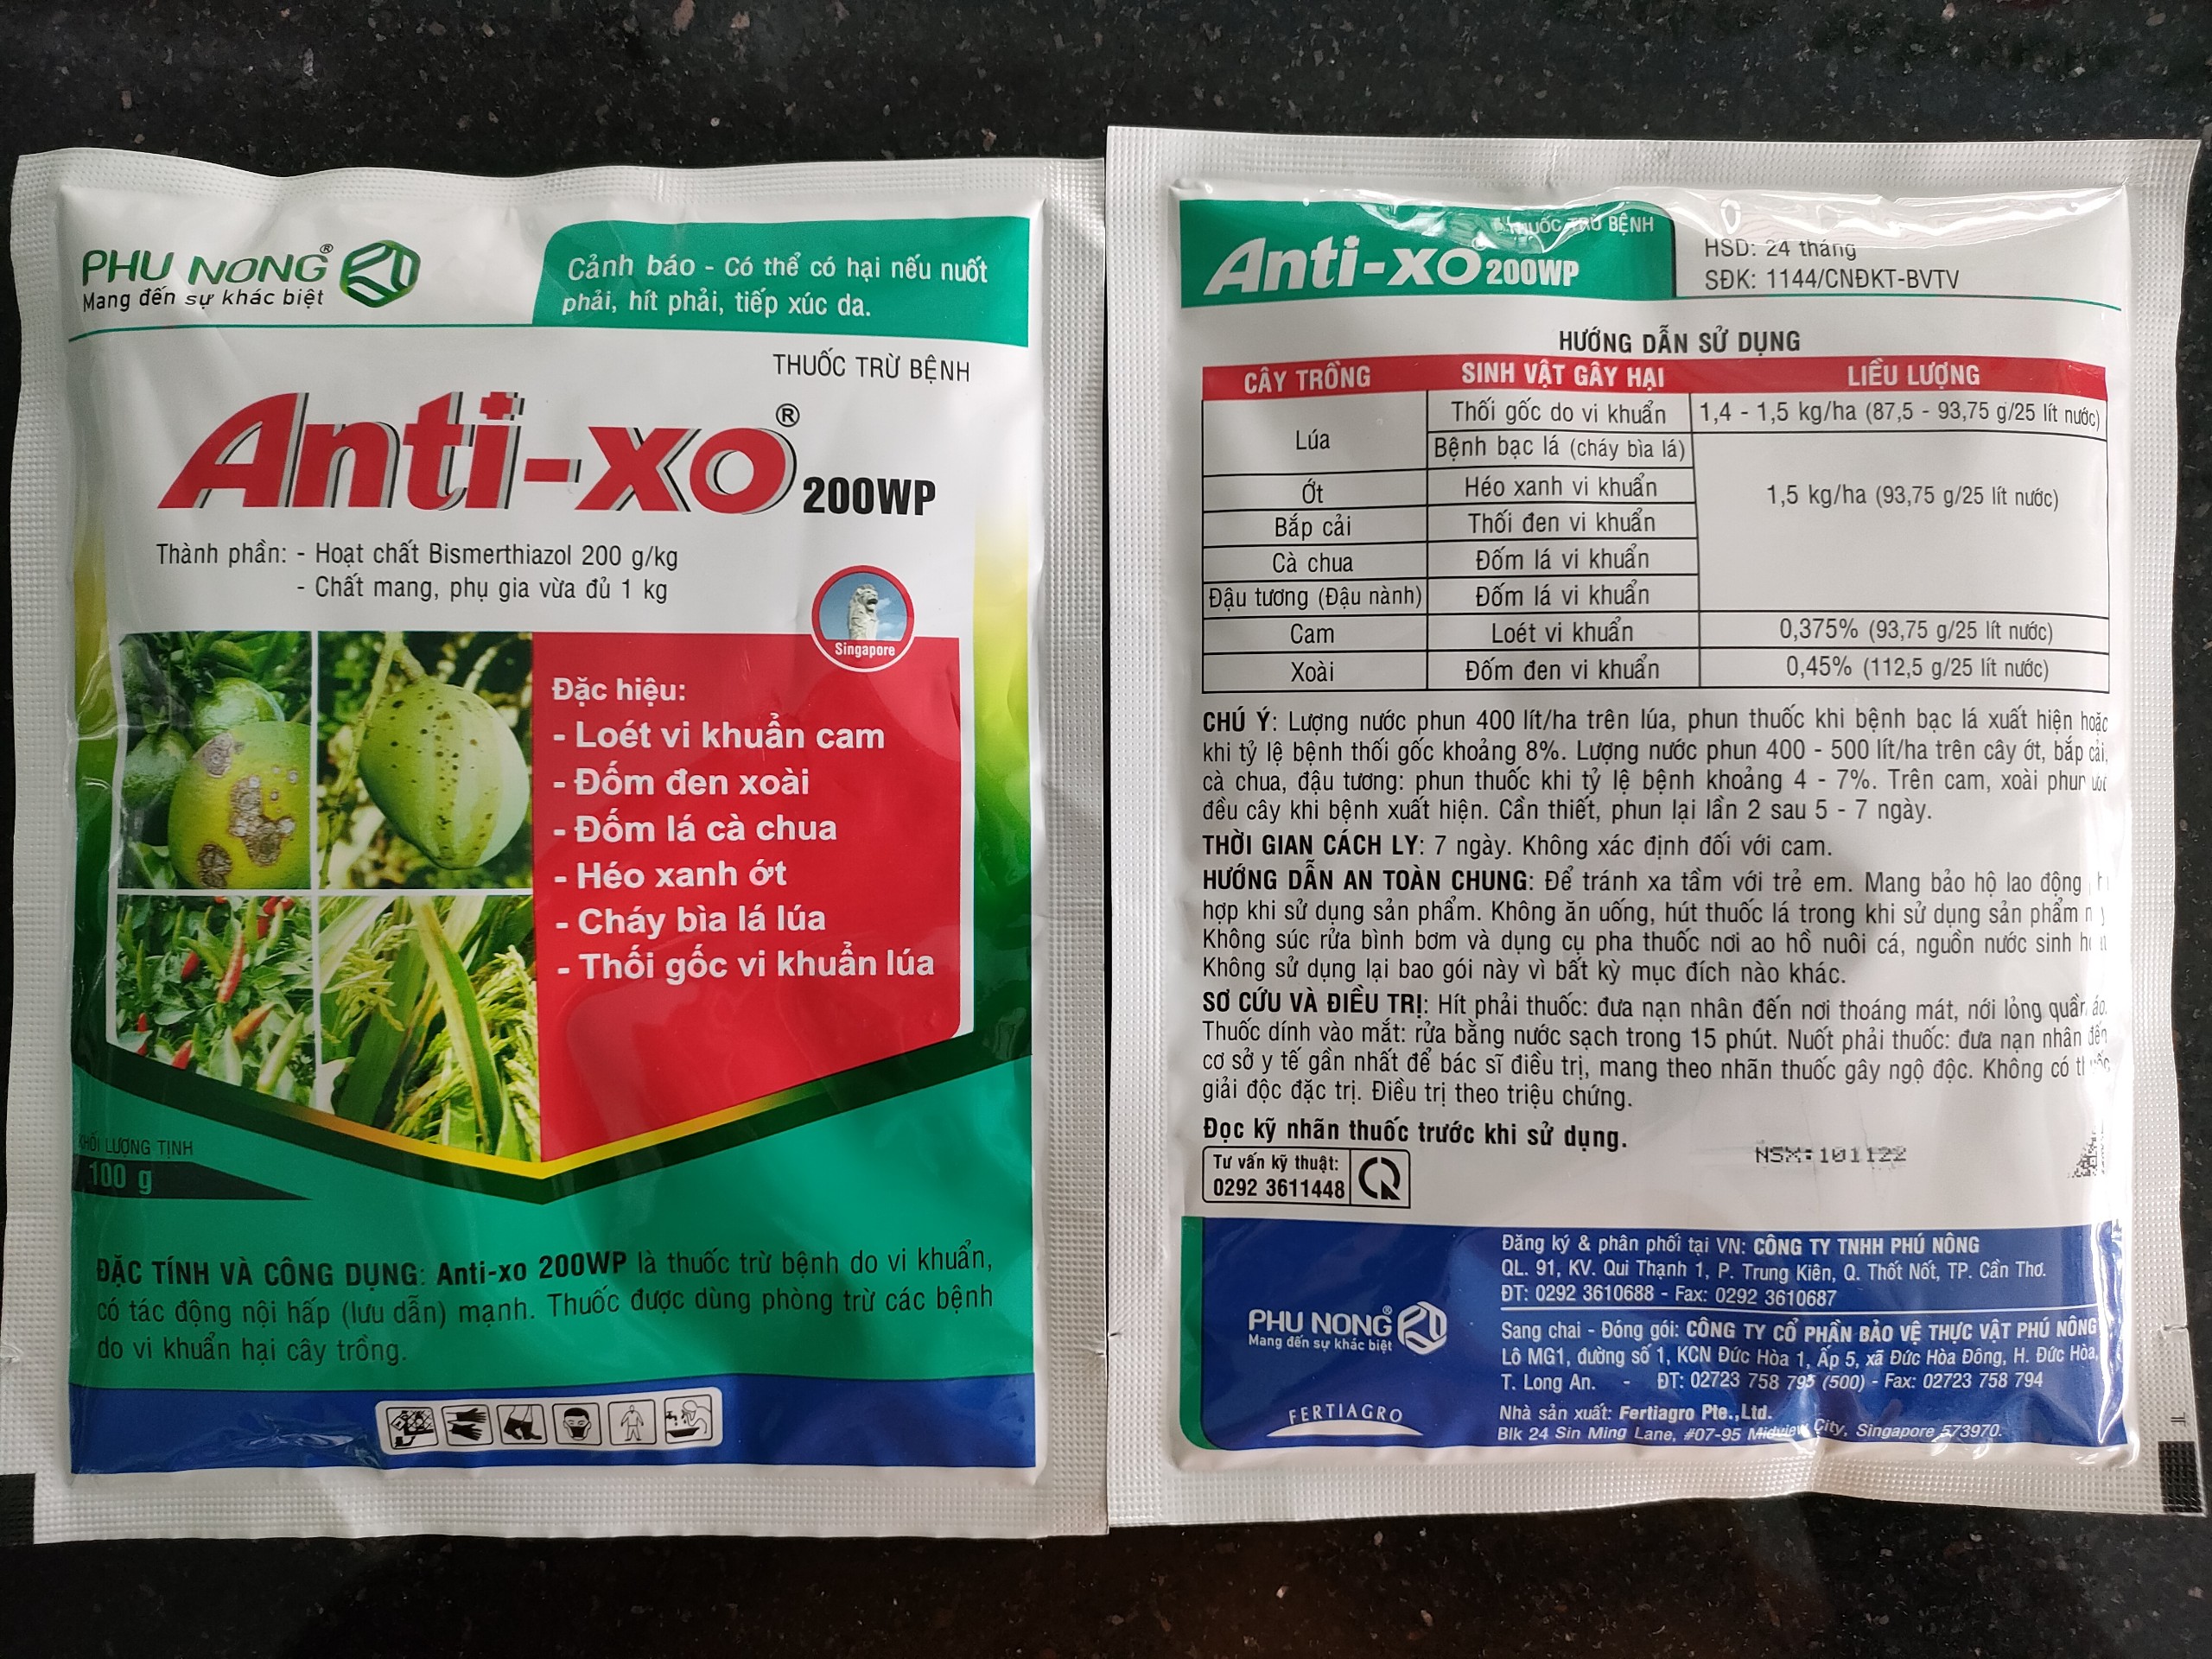 PHU NONG®
Mang đến sự khác biệt
Cảnh báo - Có thể có hại nếu nuốt
phải, hít phải, tiếp xúc da.
THUỐC TRỪ BỆNH
Anti-xo® 200WP
Thành phần: - Hoạt chất Bismerthiazol 200 g/kg
- Chất mang, phụ gia vừa đủ 1 kg
Singapore
Đặc hiệu:
- Loét vi khuẩn cam
- Đốm đen xoài
- Đốm lá cà chua
- Héo xanh ớt
- Cháy bìa lá lúa
- Thối gốc vi khuẩn lúa
KHỐI LƯỢNG TỊNH
100 g
ĐẶC TÍNH VÀ CÔNG DỤNG: Anti-xo 200WP là thuốc trừ bệnh do vi khuẩn,
có tác động nội hấp (lưu dẫn) mạnh. Thuốc được dùng phòng trừ các bệnh
do vi khuẩn hại cây trồng.
THUỐC TRỪ BỆNH
Anti-xo 200WP
HSD: 24 tháng
SĐK: 1144/CNĐKT-BVTV
HƯỚNG DẪN SỬ DỤNG
CÂY TRỒNG SINH VẬT GÂY HẠI LIỀU LƯỢNG
Lúa Thối gốc do vi khuẩn 1,4 - 1,5 kg/ha (87,5 - 93,75 g/25 lít nước)
Bệnh bạc lá (cháy bìa lá)
Ớt Héo xanh vi khuẩn 1,5 kg/ha (93,75 g/25 lít nước)
Bắp cải Thối đen vi khuẩn
Cà chua Đốm lá vi khuẩn
Đậu tương (Đậu nành) Đốm lá vi khuẩn
Cam Loét vi khuẩn 0,375% (93,75 g/25 lít nước)
Xoài Đốm đen vi khuẩn 0,45% (112,5 g/25 lít nước)
CHÚ Ý: Lượng nước phun 400 lít/ha trên lúa, phun thuốc khi bệnh bạc lá xuất hiện hoặc
khi tỷ lệ bệnh thối gốc khoảng 8%. Lượng nước phun 400 - 500 lít/ha trên cây ớt, bắp cải,
cà chua, đậu tương: phun thuốc khi tỷ lệ bệnh khoảng 4 - 7%. Trên cam, xoài phun ướt
đều cây khi bệnh xuất hiện. Cần thiết, phun lại lần 2 sau 5 - 7 ngày.
THỜI GIAN CÁCH LY: 7 ngày. Không xác định đối với cam.
HƯỚNG DẪN AN TOÀN CHUNG: Để tránh xa tầm với trẻ em. Mang bảo hộ lao động
hợp khi sử dụng sản phẩm. Không ăn uống, hút thuốc lá trong khi sử dụng sản phẩm
Không súc rửa bình bơm và dụng cụ pha thuốc nơi ao hồ nuôi cá, nguồn nước sinh
Không sử dụng lại bao gói này vì bất kỳ mục đích nào khác.
SƠ CỨU VÀ ĐIỀU TRỊ: Hít phải thuốc: đưa nạn nhân đến nơi thoáng mát, nới lỏng quần áo.
Thuốc dính vào mắt: rửa bằng nước sạch trong 15 phút. Nuốt phải thuốc: đưa nạn nhân đến
cơ sở y tế gần nhất để bác sĩ điều trị, mang theo nhãn thuốc gây ngộ độc. Không có thuốc
giải độc đặc trị. Điều trị theo triệu chứng.
Đọc kỹ nhãn thuốc trước khi sử dụng.
NSX:101122
Tư vấn kỹ thuật:
0292 3611448
Đăng ký & phân phối tại VN: CÔNG TY TNHH PHÚ NÔNG
QL. 91, KV. Qui Thạnh 1, P. Trung Kiên, Q. Thốt Nốt, TP. Cần Thơ.
ĐT: 0292 3610688 - Fax: 0292 3610687
PHU NONG®
Mang đến sự khác biệt
Sang chai - Đóng gói: CÔNG TY CỔ PHẦN BẢO VỆ THỰC VẬT PHÚ NÔNG
Lô MG1, đường số 1, KCN Đức Hòa 1, Ấp 5, xã Đức Hòa Đông, H. Đức Hòa,
T. Long An. - ĐT: 02723 758 795 (500) - Fax: 02723 758 794
FERTIAGRO
Nhà sản xuất: Fertiagro Pte.,Ltd.
Blk 24 Sin Ming Lane, #07-95 Midview City, Singapore 573970.